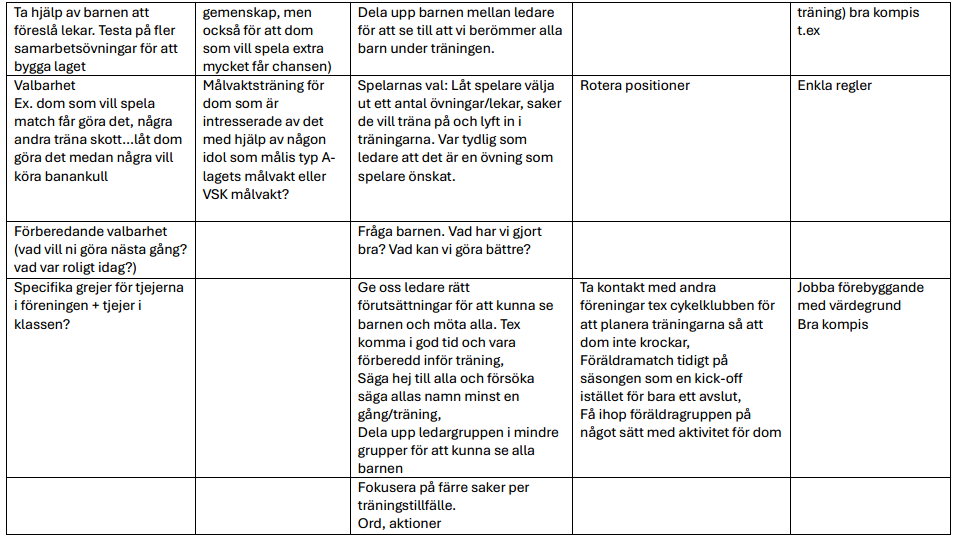 Ta hjälp av barnen att
föreslå lekar. Testa på fler
samarbetsövningar för att
bygga laget
gemenskap, men
också för att dom
som vill spela extra
mycket får chansen)
Dela upp barnen mellan ledare
för att se till att vi berömmer alla
barn under träningen.
träning) bra kompis
t.ex
Valbarhet
Ex. dom som vill spela
match får göra det, några
andra träna skott...låt dom
göra det medan några vill
köra banankull
Målvaktsträning för
dom som är
intresserade av det
med hjälp av någon
idol som målis typ A-
lagets målvakt eller
VSK målvakt?
Spelarnas val: Låt spelare välja
ut ett antal övningar/lekar, saker
de vill träna på och lyft in i
träningarna. Var tydlig som
ledare att det är en övning som
spelare önskat.
Rotera positioner
Enkla regler
Förberedande valbarhet
(vad vill ni göra nästa gång?
vad var roligt idag?)
Fråga barnen. Vad har vi gjort
bra? Vad kan vi göra bättre?
Specifika grejer för tjejerna
i föreningen + tjejer i
klassen?
Ge oss ledare rätt
förutsättningar för att kunna se
barnen och möta alla. Tex
komma i god tid och vara
förberedd inför träning,
Säga hej till alla och försöka
säga allas namn minst en
gång/träning,
Dela upp ledargruppen i mindre
grupper för att kunna se alla
barnen
Ta kontakt med andra
föreningar tex cykelklubben för
att planera träningarna så att
dom inte krockar,
Föräldramatch tidigt på
säsongen som en kick-off
istället för bara ett avslut,
Få ihop föräldragruppen på
något sätt med aktivitet för dom
Jobba förebyggande
med värdegrund
Bra kompis
Fokusera på färre saker per
träningstillfälle.
Ord, aktioner